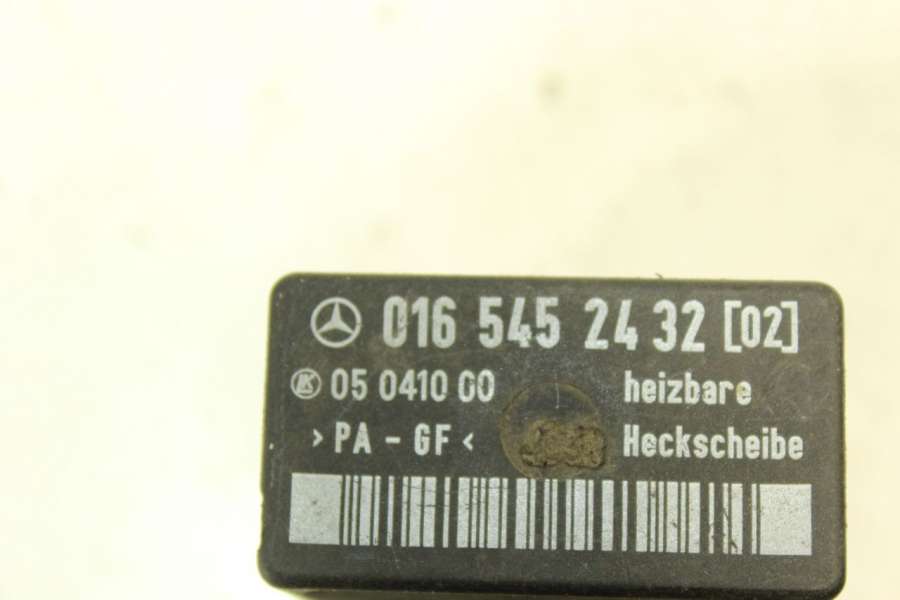 016 545 24 32 [02]
05 0410 00 heizbare
>PA-GF< Heckscheibe